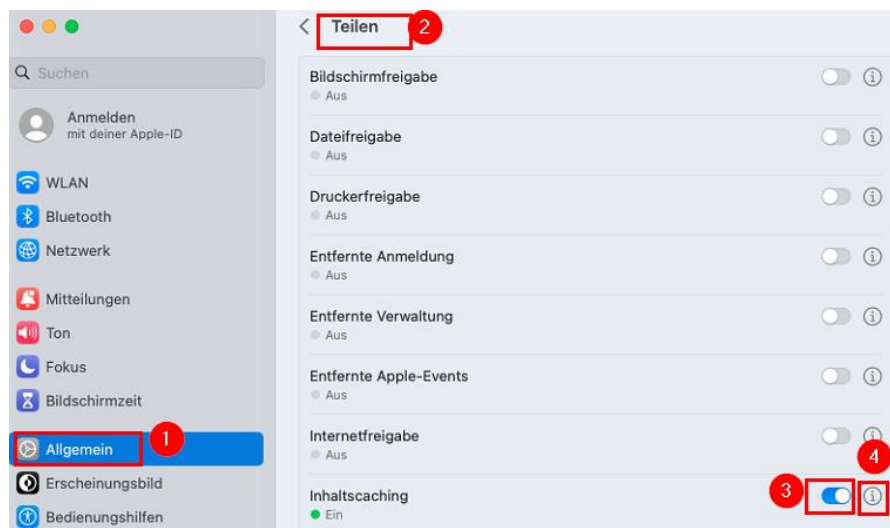 Suchen
Anmelden
mit deiner Apple-ID
WLAN
Bluetooth
Netzwerk
Mitteilungen
Ton
Fokus
Bildschirmzeit
Allgemein 1
Erscheinungsbild
Bedienungshilfen
Teilen 2
Bildschirmfreigabe
Aus
Dateifreigabe
Aus
Druckerfreigabe
Aus
Entfernte Anmeldung
Aus
Entfernte Verwaltung
Aus
Entfernte Apple-Events
Aus
Internetfreigabe
Aus
4
Inhaltscaching 3
Ein